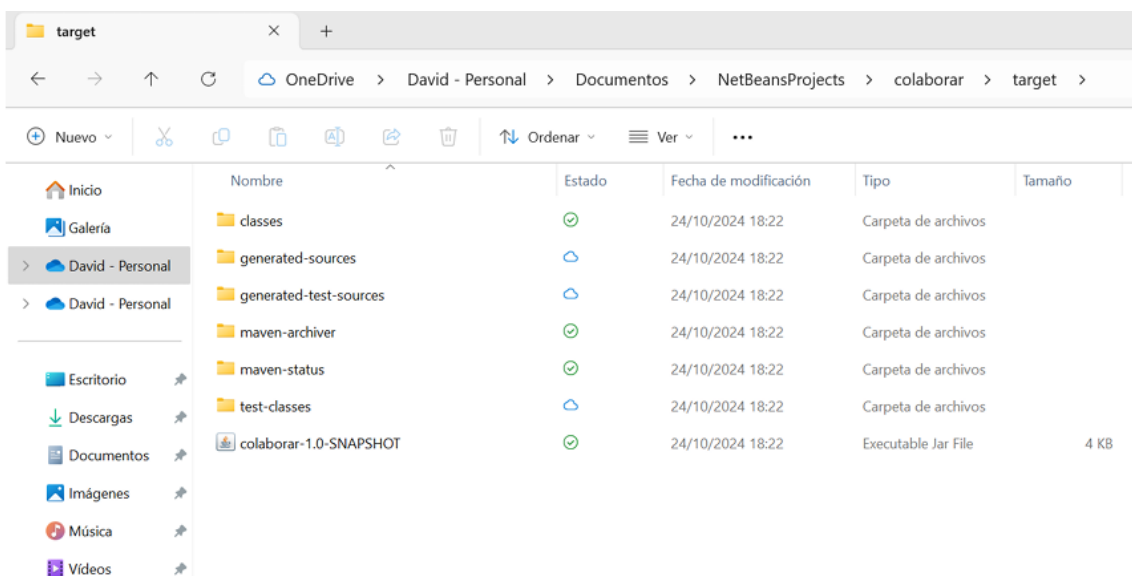 target
OneDrive > David - Personal > Documentos > NetBeansProjects > colaborar > target >
Nuevo Ordenar Ver
Inicio
Galería
David - Personal
David - Personal
Escritorio
Descargas
Documentos
Imágenes
Música
Vídeos
Nombre Estado Fecha de modificación Tipo Tamaño
classes 24/10/2024 18:22 Carpeta de archivos
generated-sources 24/10/2024 18:22 Carpeta de archivos
generated-test-sources 24/10/2024 18:22 Carpeta de archivos
maven-archiver 24/10/2024 18:22 Carpeta de archivos
maven-status 24/10/2024 18:22 Carpeta de archivos
test-classes 24/10/2024 18:22 Carpeta de archivos
colaborar-1.0-SNAPSHOT 24/10/2024 18:22 Executable Jar File 4 KB